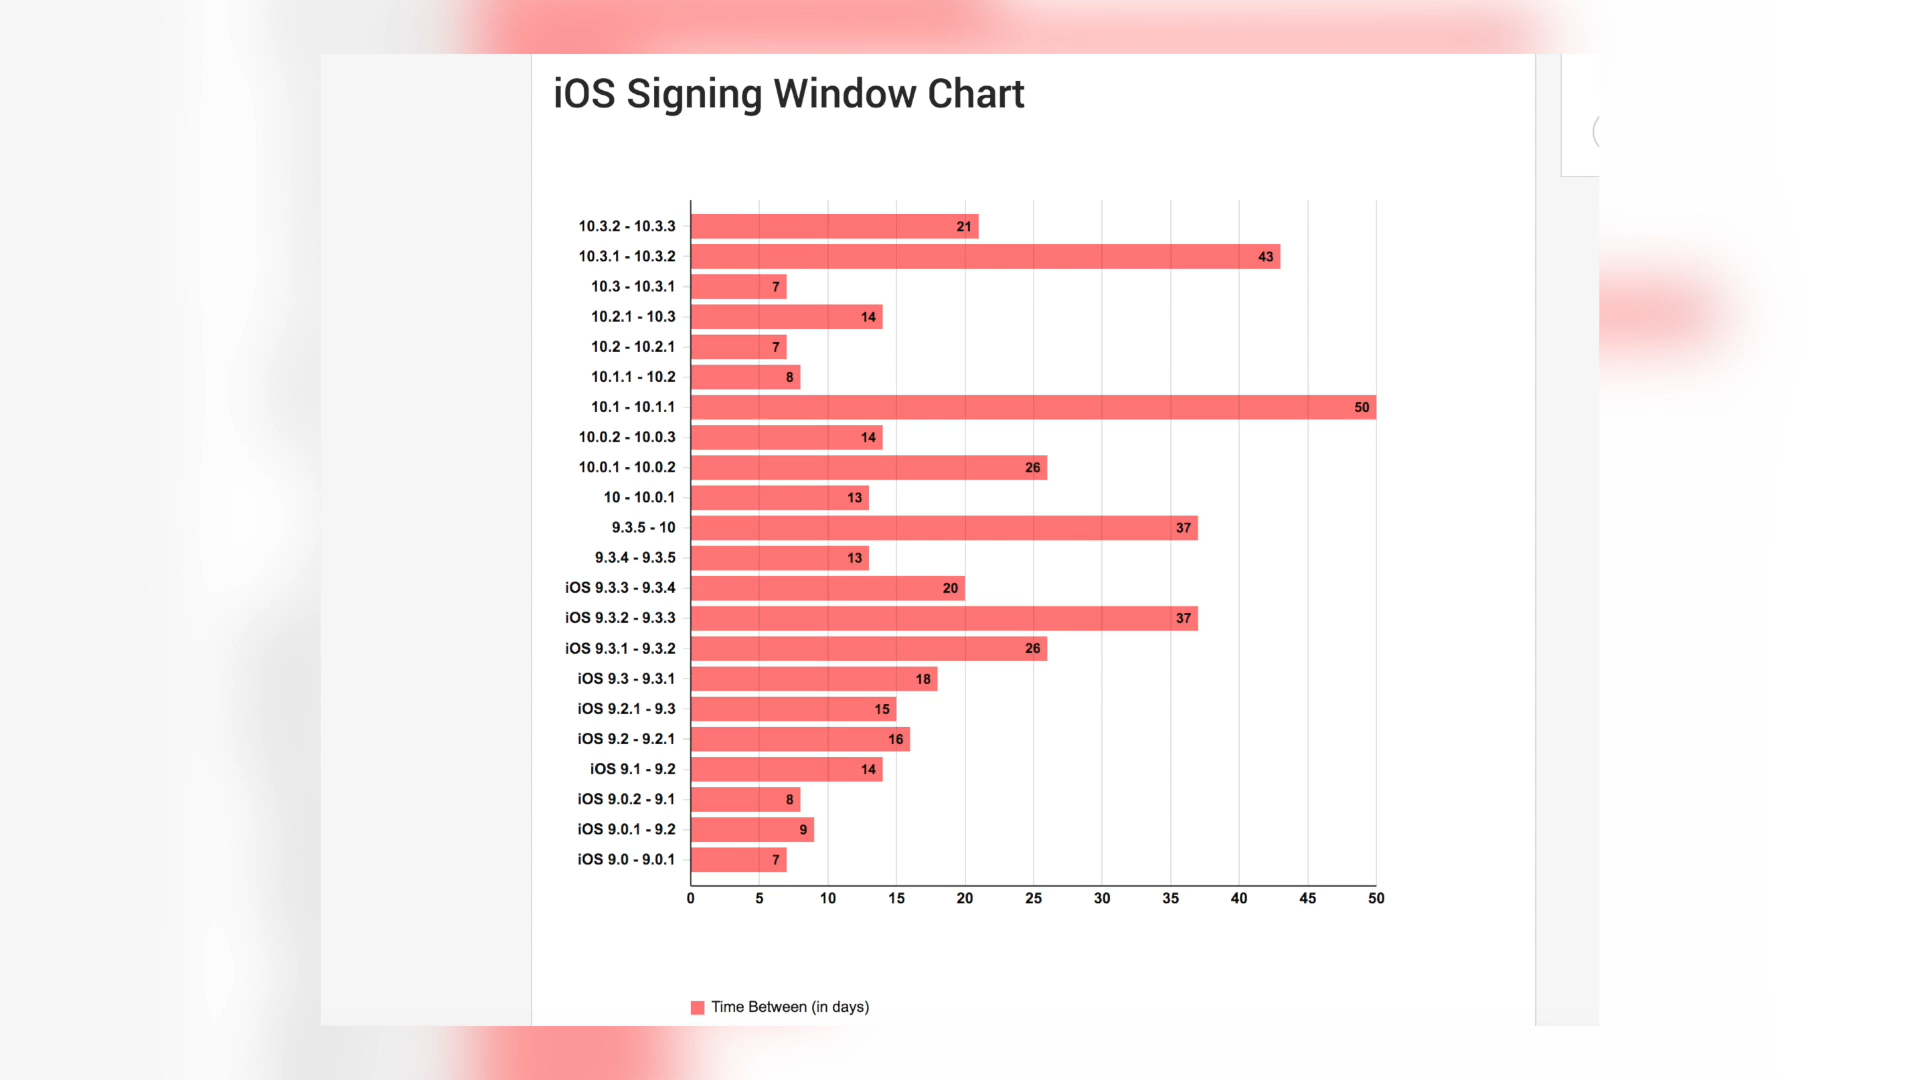 iOS Signing Window Chart
10.3.2 - 10.3.3 21
10.3.1 - 10.3.2 43
10.3 - 10.3.1 7
10.2.1 - 10.3 14
10.2 - 10.2.1 7
10.1.1 - 10.2 8
10.1 - 10.1.1 50
10.0.2 - 10.0.3 14
10.0.1 - 10.0.2 26
10 - 10.0.1 13
9.3.5 - 10 37
9.3.4 - 9.3.5 13
iOS 9.3.3 - 9.3.4 20
iOS 9.3.2 - 9.3.3 37
iOS 9.3.1 - 9.3.2 26
iOS 9.3 - 9.3.1 18
iOS 9.2.1 - 9.3 15
iOS 9.2 - 9.2.1 16
iOS 9.1 - 9.2 14
iOS 9.0.2 - 9.1 8
iOS 9.0.1 - 9.2 9
iOS 9.0 - 9.0.1 7
0 5 10 15 20 25 30 35 40 45 50
Time Between (in days)